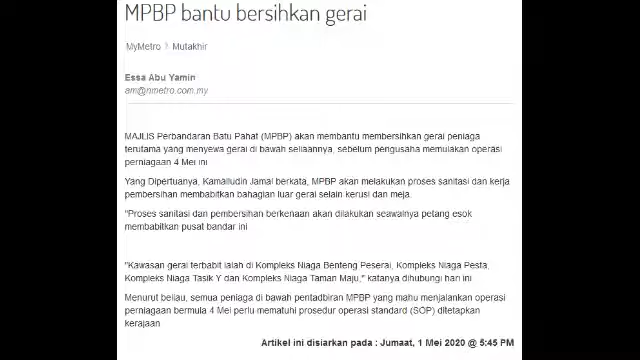 MPBP bantu bersihkan gerai
MyMetro › Mutakhir
Essa Abu Yamin
am@nmetro.com.my
MAJLIS Perbandaran Batu Pahat (MPBP) akan membantu membersihkan gerai peniaga
terutama yang menyewa gerai di bawah seliaannya, sebelum pengusaha memulakan operasi
perniagaan 4 Mei ini
Yang Dipertuanya, Kamalludin Jamal berkata, MPBP akan melakukan proses sanitasi dan kerja
pembersihan membabitkan bahagian luar gerai selain kerusi dan meja.
"Proses sanitasi dan pembersihan berkenaan akan dilakukan seawalnya petang esok
membabitkan pusat bandar ini
"Kawasan gerai terbabit ialah di Kompleks Niaga Benteng Peserai, Kompleks Niaga Pesta,
Kompleks Niaga Tasik Y dan Kompleks Niaga Taman Maju," katanya dihubungi hari ini
Menurut beliau, semua peniaga di bawah pentadbiran MPBP yang mahu menjalankan operasi
perniagaan bermula 4 Mei perlu mematuhi prosedur operasi standard (SOP) ditetapkan
kerajaan
Artikel ini disiarkan pada : Jumaat, 1 Mei 2020 @ 5:45 PM